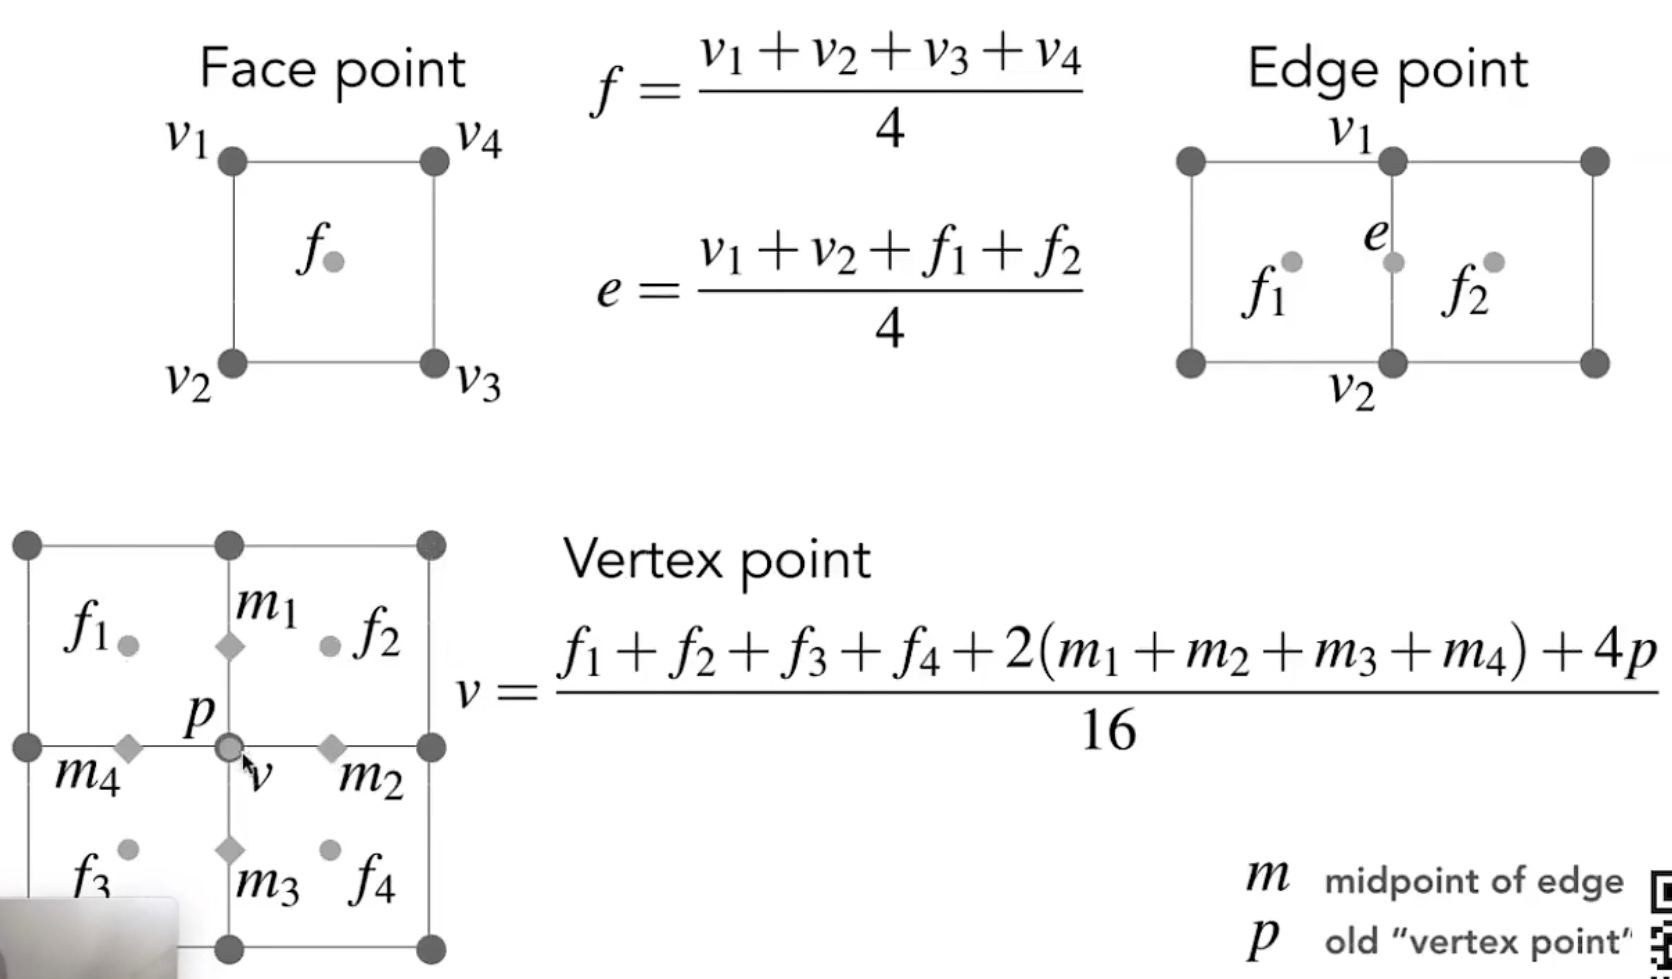 Face point
f = (v1 + v2 + v3 + v4) / 4
Edge point
v1
v4
f
v2
v3
e = (v1 + v2 + f1 + f2) / 4
v1
e
f1
f2
v2
Vertex point
v = (f1 + f2 + f3 + f4 + 2(m1 + m2 + m3 + m4) + 4p) / 16
f1
m1
f2
p
m4
v
m2
f3
m3
f4
m midpoint of edge
p old “vertex point”